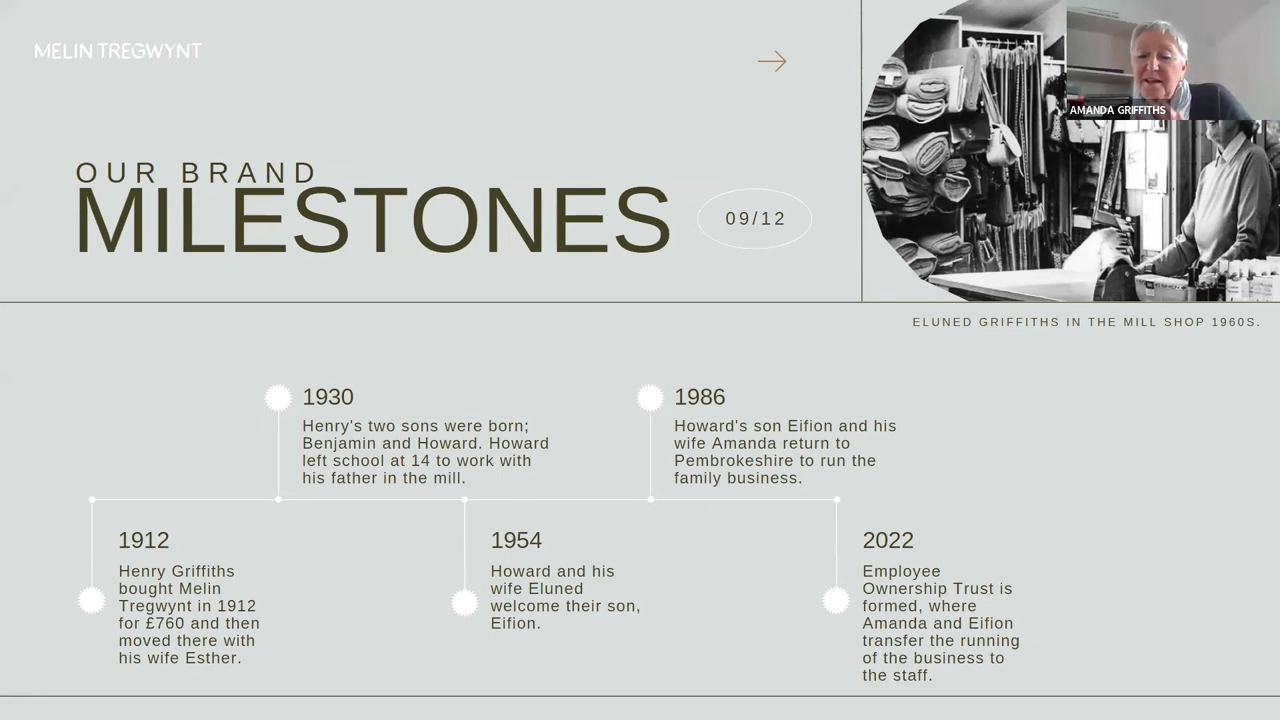 MELIN TREGWYNT
AMANDA GRIFFITHS
OUR BRAND
MILESTONES
09/12
ELUNED GRIFFITHS IN THE MILL SHOP 1960S.
1930
Henry's two sons were born;
Benjamin and Howard. Howard
left school at 14 to work with
his father in the mill.
1986
Howard's son Eifion and his
wife Amanda return to
Pembrokeshire to run the
family business.
1912
Henry Griffiths
bought Melin
Tregwynt in 1912
for £760 and then
moved there with
his wife Esther.
1954
Howard and his
wife Eluned
welcome their son,
Eifion.
2022
Employee
Ownership Trust is
formed, where
Amanda and Eifion
transfer the running
of the business to
the staff.